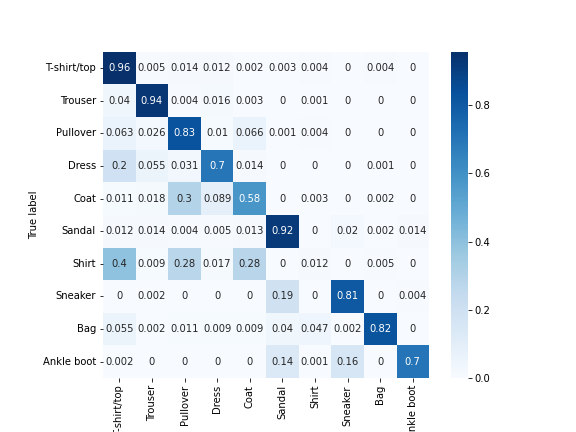 T-shirt/top 0.96 0.005 0.014 0.012 0.002 0.003 0.004 0 0.004 0
Trouser 0.04 0.94 0.004 0.016 0.003 0 0.001 0 0 0
Pullover 0.063 0.026 0.83 0.01 0.066 0.001 0.004 0 0 0
Dress 0.2 0.055 0.031 0.7 0.014 0 0 0 0.001 0
Coat 0.011 0.018 0.3 0.089 0.58 0 0.003 0 0.002 0
Sandal 0.012 0.014 0.004 0.005 0.013 0.92 0 0.02 0.002 0.014
Shirt 0.4 0.009 0.28 0.017 0.28 0 0.012 0 0.005 0
Sneaker 0 0.002 0 0 0 0.19 0 0.81 0 0.004
Bag 0.055 0.002 0.011 0.009 0.009 0.04 0.047 0.002 0.82 0
Ankle boot 0.002 0 0 0 0 0.14 0.001 0.16 0 0.7
True label
-shirt/top
Trouser
Pullover
Dress
Coat
Sandal
Shirt
Sneaker
Bag
nkle boot
0.8
0.6
0.4
0.2
0.0